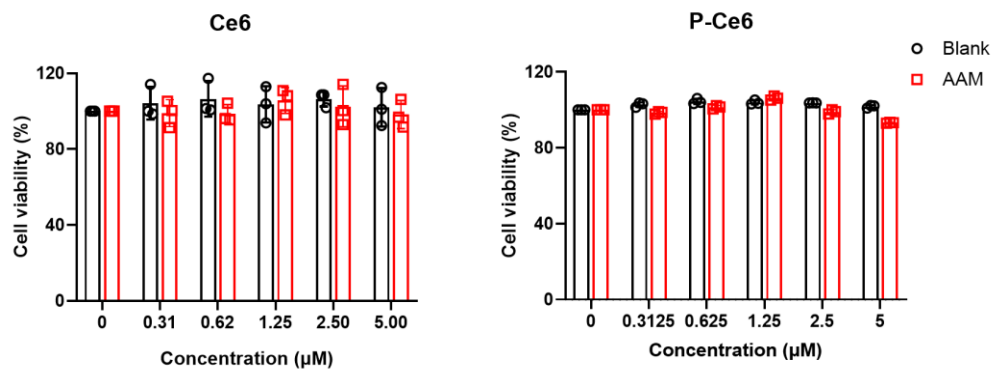 Ce6
Cell viability (%)
120
80
40
0
0 0.31 0.62 1.25 2.50 5.00
Concentration (μM)
P-Ce6
Cell viability (%)
120
80
40
0
0 0.3125 0.625 1.25 2.5 5
Concentration (μM)
Blank
AAM